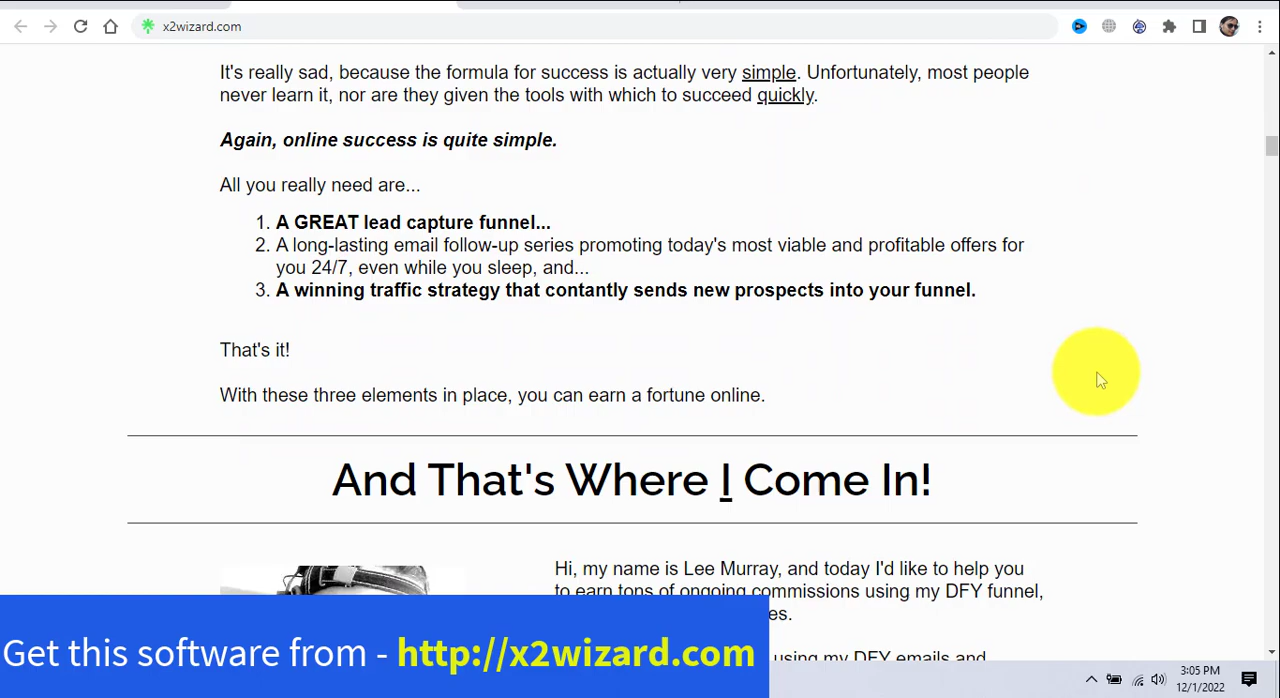 x2wizard.com
It's really sad, because the formula for success is actually very simple. Unfortunately, most people
never learn it, nor are they given the tools with which to succeed quickly.
Again, online success is quite simple.
All you really need are...
1. A GREAT lead capture funnel...
2. A long-lasting email follow-up series promoting today's most viable and profitable offers for
you 24/7, even while you sleep, and...
3. A winning traffic strategy that contantly sends new prospects into your funnel.
That's it!
With these three elements in place, you can earn a fortune online.
And That's Where I Come In!
Hi, my name is Lee Murray, and today I'd like to help you
to earn tons of ongoing commissions using my DFY funnel,
using my DFY emails and
Get this software from - http://x2wizard.com
3:05 PM
12/1/2022